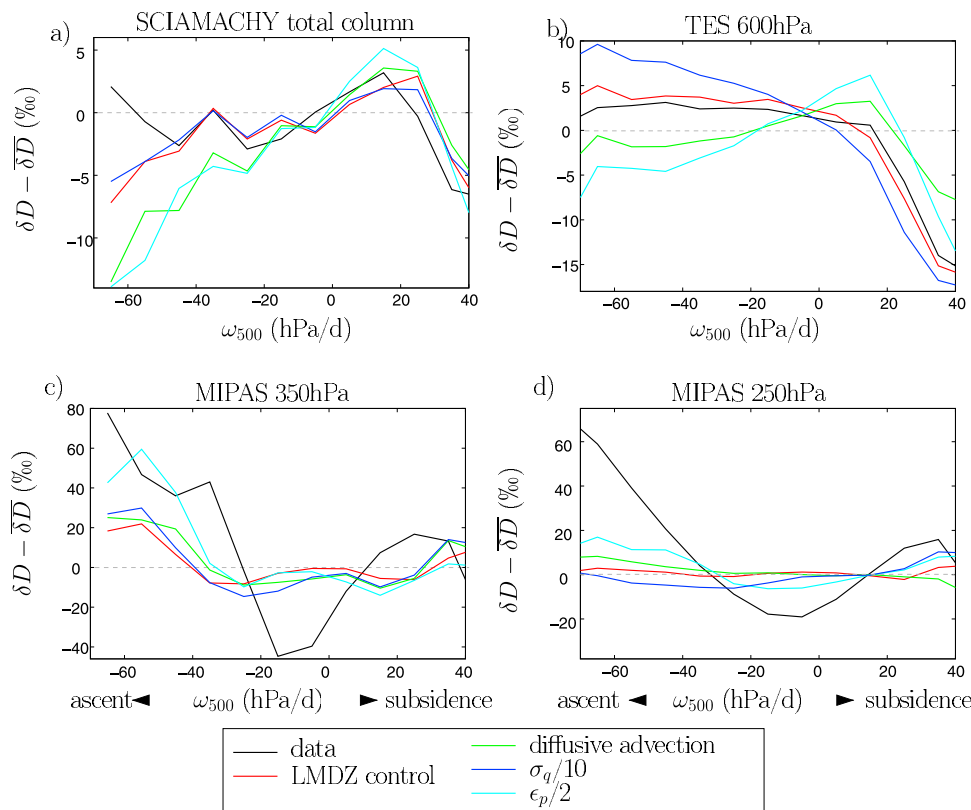 a)
SCIAMACHY total column
δD − δD̅ (‰)
5
0
−5
−10
−60 −40 −20 0 20 40
ω500 (hPa/d)
b)
TES 600hPa
δD − δD̅ (‰)
10
5
0
−5
−10
−15
−60 −40 −20 0 20 40
ω500 (hPa/d)
c)
MIPAS 350hPa
δD − δD̅ (‰)
80
60
40
20
0
−20
−40
−60 −40 −20 0 20 40
ascent◄ ω500 (hPa/d) ► subsidence
d)
MIPAS 250hPa
δD − δD̅ (‰)
60
40
20
0
−20
−60 −40 −20 0 20 40
ascent ◄ ω500 (hPa/d) ► subsidence
data
LMDZ control
diffusive advection
σq/10
ϵp/2